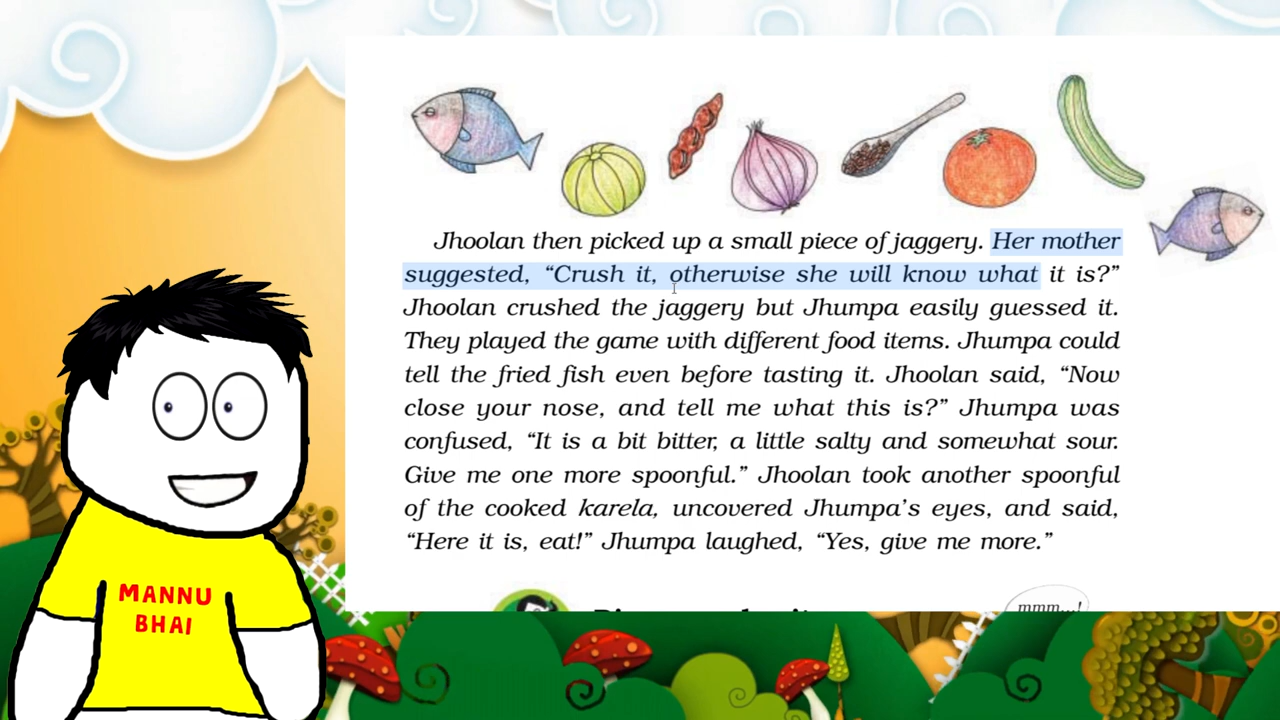 Jhoolan then picked up a small piece of jaggery. Her mother
suggested, “Crush it, otherwise she will know what it is?”
Jhoolan crushed the jaggery but Jhumpa easily guessed it.
They played the game with different food items. Jhumpa could
tell the fried fish even before tasting it. Jhoolan said, “Now
close your nose, and tell me what this is?” Jhumpa was
confused, “It is a bit bitter, a little salty and somewhat sour.
Give me one more spoonful.” Jhoolan took another spoonful
of the cooked karela, uncovered Jhumpa’s eyes, and said,
“Here it is, eat!” Jhumpa laughed, “Yes, give me more.”
mmm...!
MANNU
BHAI